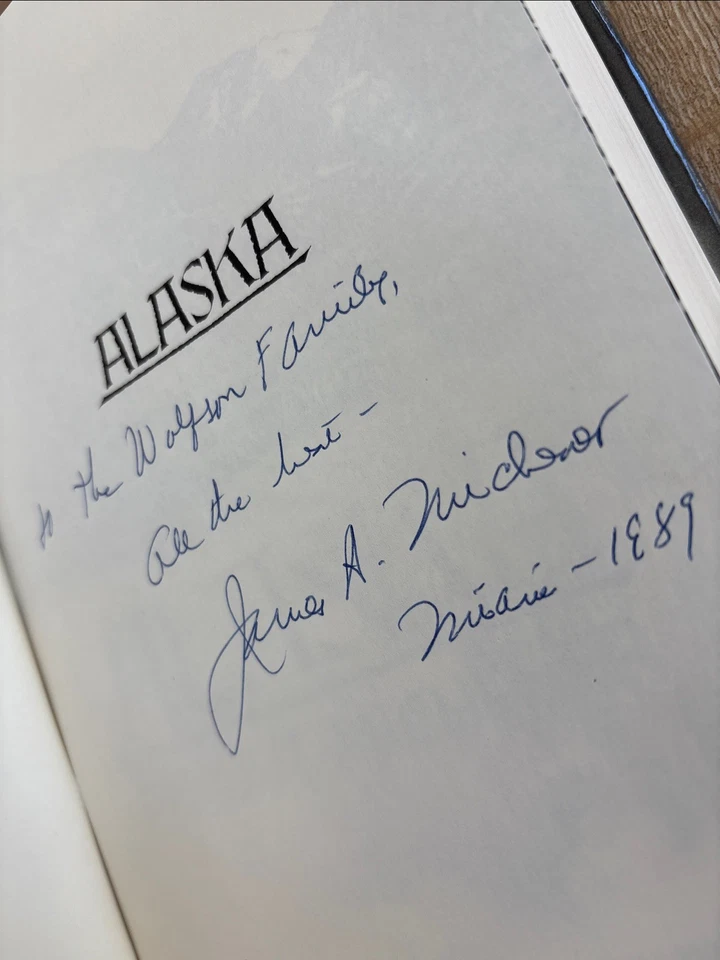 ALASKA
to the Wolfson Family,
All the best -
James A. Michener
Miami - 1989